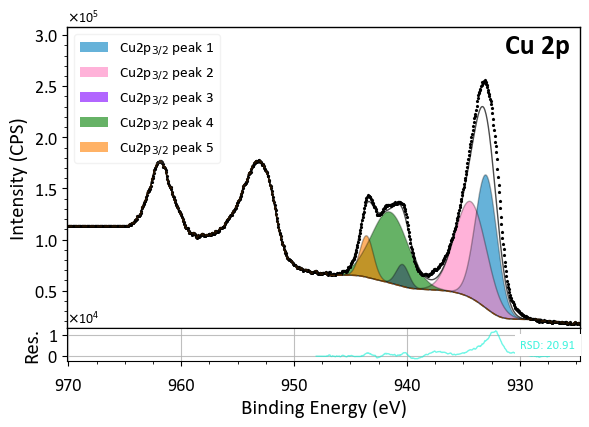 ×10⁵
Cu 2p
Cu2p₃/₂ peak 1
Cu2p₃/₂ peak 2
Cu2p₃/₂ peak 3
Cu2p₃/₂ peak 4
Cu2p₃/₂ peak 5
3.0
2.5
2.0
1.5
1.0
0.5
Intensity (CPS)
×10⁴
1
0
Res.
RSD: 20.91
970 960 950 940 930
Binding Energy (eV)